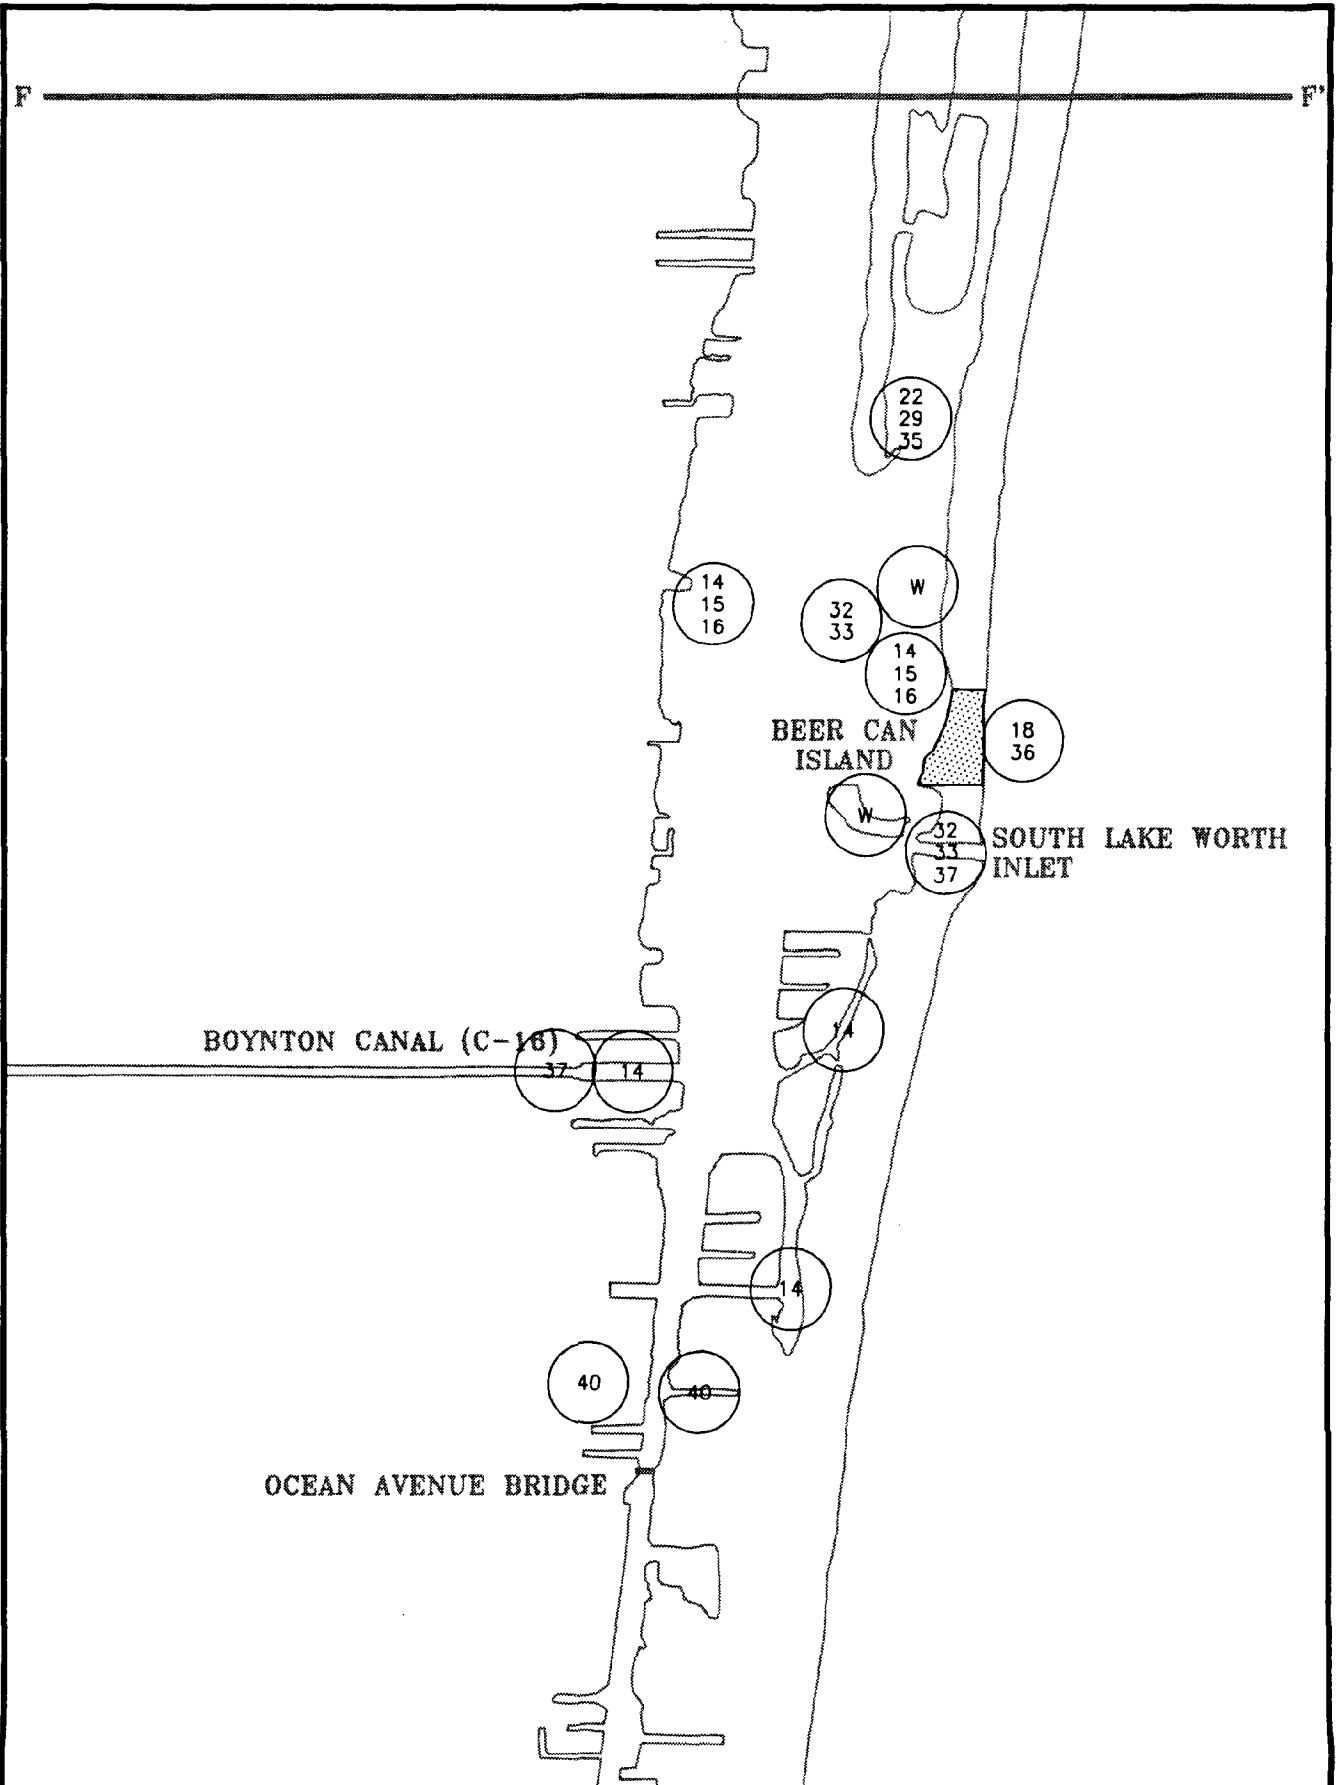 F F'
22
29
35
W
14
15
16
32
33
14
15
16
BEER CAN
ISLAND
18
36
W
32
33
37
SOUTH LAKE WORTH
INLET
14
BOYNTON CANAL (C-16)
37
14
14
40
40
OCEAN AVENUE BRIDGE